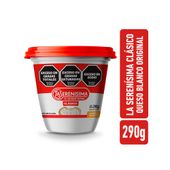 EXCESO EN GRASAS TOTALES
EXCESO EN GRASAS SATURADAS
EXCESO EN SODIO
La SERENÍSIMA
CLÁSICO
LA SERENÍSIMA CLÁSICO
QUESO BLANCO ORIGINAL
290g